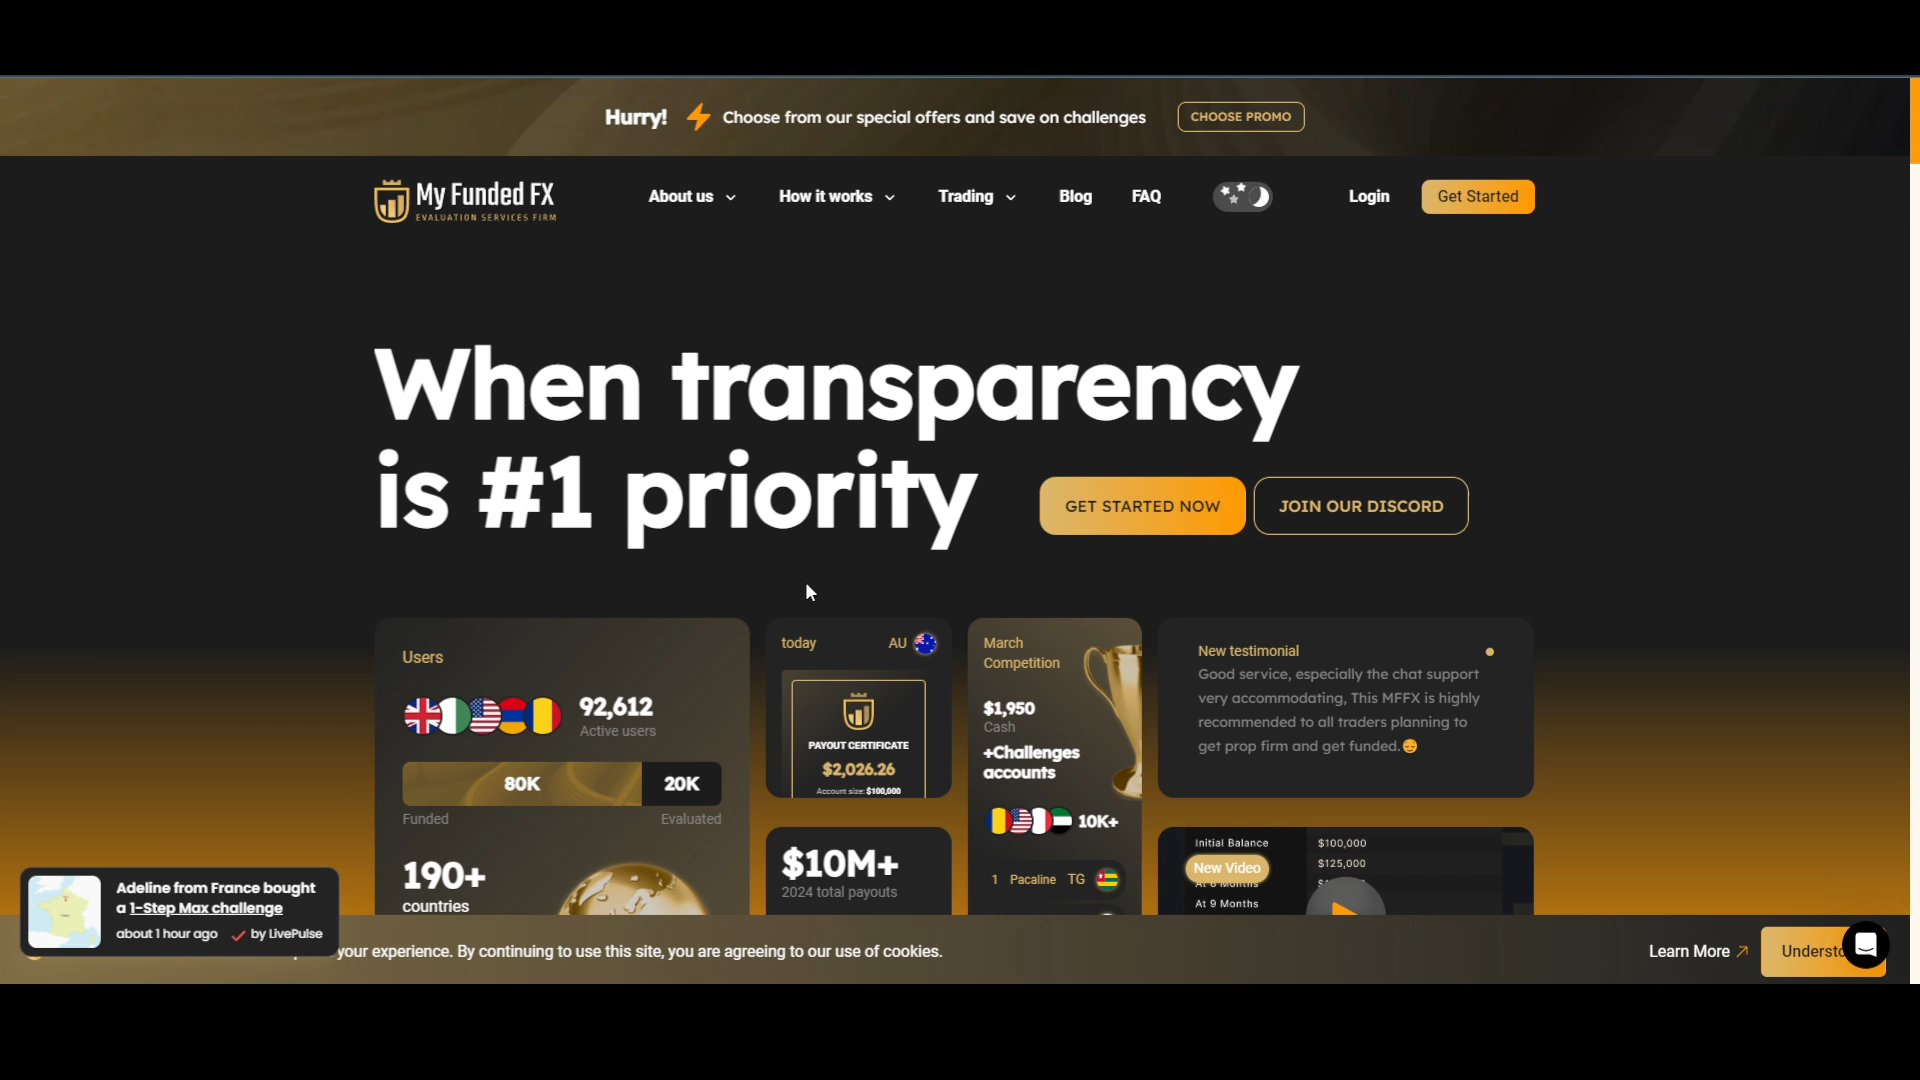 Hurry! Choose from our special offers and save on challenges CHOOSE PROMO
My Funded FX
EVALUATION SERVICES FIRM
About us How it works Trading Blog FAQ Login Get Started
When transparency
is #1 priority
GET STARTED NOW JOIN OUR DISCORD
Users
92,612
Active users
80K 20K
Funded Evaluated
190+
countries
today AU
PAYOUT CERTIFICATE
$2,026.26
Account size: $100,000
$10M+
2024 total payouts
March
Competition
$1,950
Cash
+Challenges
accounts
10K+
1 Pacaline TG
New testimonial
Good service, especially the chat support
very accommodating, This MFFX is highly
recommended to all traders planning to
get prop firm and get funded.😌
Initial Balance $100,000
$125,000
New Video
At 6 Months
At 9 Months
Adeline from France bought
a 1-Step Max challenge
about 1 hour ago by LivePulse
your experience. By continuing to use this site, you are agreeing to our use of cookies.
Learn More